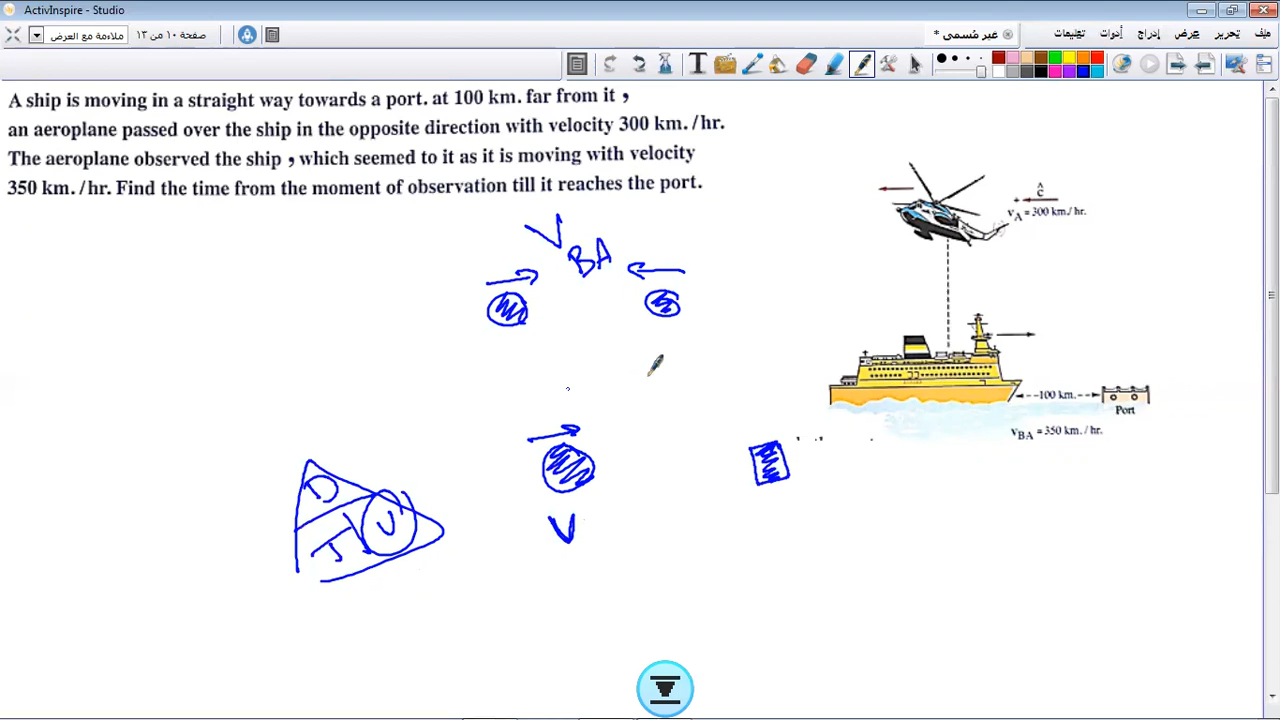 ActivInspire - Studio
ملاءمة مع العرض
صفحة ١٠ من ١٣
غير مُسمى *
ملف تحرير عرض إدراج أدوات تعليمات
A ship is moving in a straight way towards a port. at 100 km. far from it ,
an aeroplane passed over the ship in the opposite direction with velocity 300 km./hr.
The aeroplane observed the ship , which seemed to it as it is moving with velocity
350 km./hr. Find the time from the moment of observation till it reaches the port.
V BA
+ ĉ
vA = 300 km./hr.
100 km.
Port
vBA = 350 km./hr.
D
T V
V